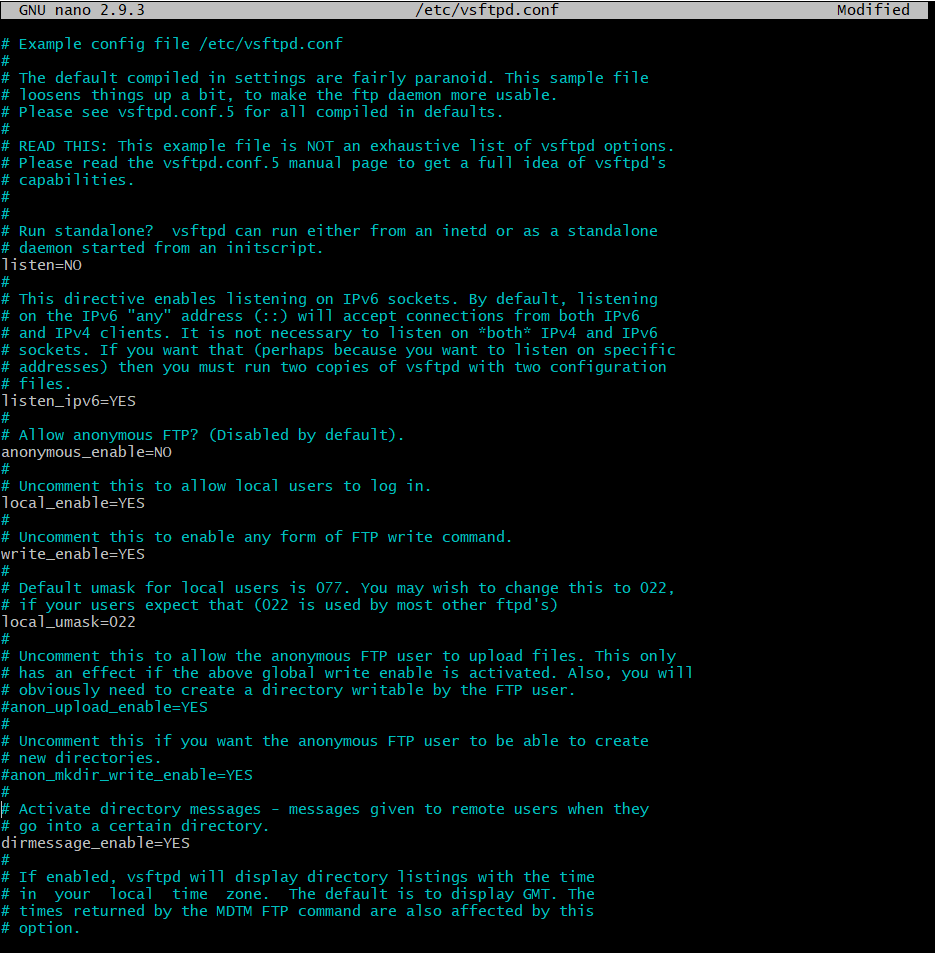 GNU nano 2.9.3 /etc/vsftpd.conf Modified
# Example config file /etc/vsftpd.conf
#
# The default compiled in settings are fairly paranoid. This sample file
# loosens things up a bit, to make the ftp daemon more usable.
# Please see vsftpd.conf.5 for all compiled in defaults.
#
# READ THIS: This example file is NOT an exhaustive list of vsftpd options.
# Please read the vsftpd.conf.5 manual page to get a full idea of vsftpd's
# capabilities.
#
#
# Run standalone?  vsftpd can run either from an inetd or as a standalone
# daemon started from an initscript.
listen=NO
#
# This directive enables listening on IPv6 sockets. By default, listening
# on the IPv6 "any" address (::) will accept connections from both IPv6
# and IPv4 clients. It is not necessary to listen on *both* IPv4 and IPv6
# sockets. If you want that (perhaps because you want to listen on specific
# addresses) then you must run two copies of vsftpd with two configuration
# files.
listen_ipv6=YES
#
# Allow anonymous FTP? (Disabled by default).
anonymous_enable=NO
#
# Uncomment this to allow local users to log in.
local_enable=YES
#
# Uncomment this to enable any form of FTP write command.
write_enable=YES
#
# Default umask for local users is 077. You may wish to change this to 022,
# if your users expect that (022 is used by most other ftpd's)
local_umask=022
#
# Uncomment this to allow the anonymous FTP user to upload files. This only
# has an effect if the above global write enable is activated. Also, you will
# obviously need to create a directory writable by the FTP user.
#anon_upload_enable=YES
#
# Uncomment this if you want the anonymous FTP user to be able to create
# new directories.
#anon_mkdir_write_enable=YES
#
# Activate directory messages - messages given to remote users when they
# go into a certain directory.
dirmessage_enable=YES
#
# If enabled, vsftpd will display directory listings with the time
# in  your  local  time  zone.  The default is to display GMT. The
# times returned by the MDTM FTP command are also affected by this
# option.